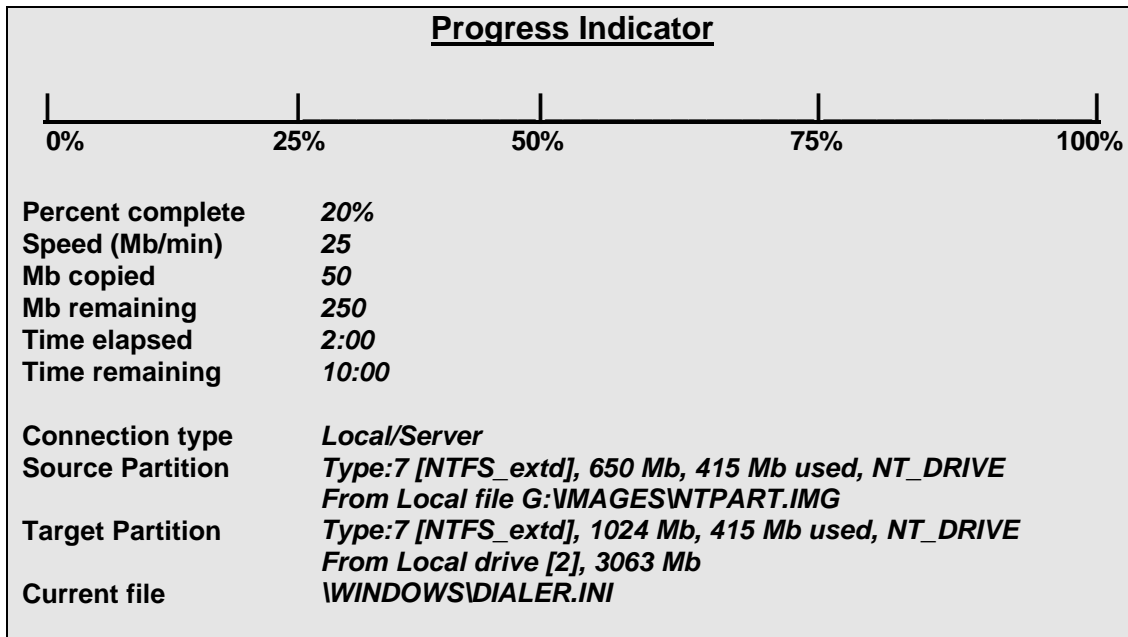 Progress Indicator
0% 25% 50% 75% 100%
Percent complete 20%
Speed (Mb/min) 25
Mb copied 50
Mb remaining 250
Time elapsed 2:00
Time remaining 10:00
Connection type Local/Server
Source Partition Type:7 [NTFS_extd], 650 Mb, 415 Mb used, NT_DRIVE
From Local file G:\IMAGES\NTPART.IMG
Target Partition Type:7 [NTFS_extd], 1024 Mb, 415 Mb used, NT_DRIVE
From Local drive [2], 3063 Mb
Current file \WINDOWS\DIALER.INI